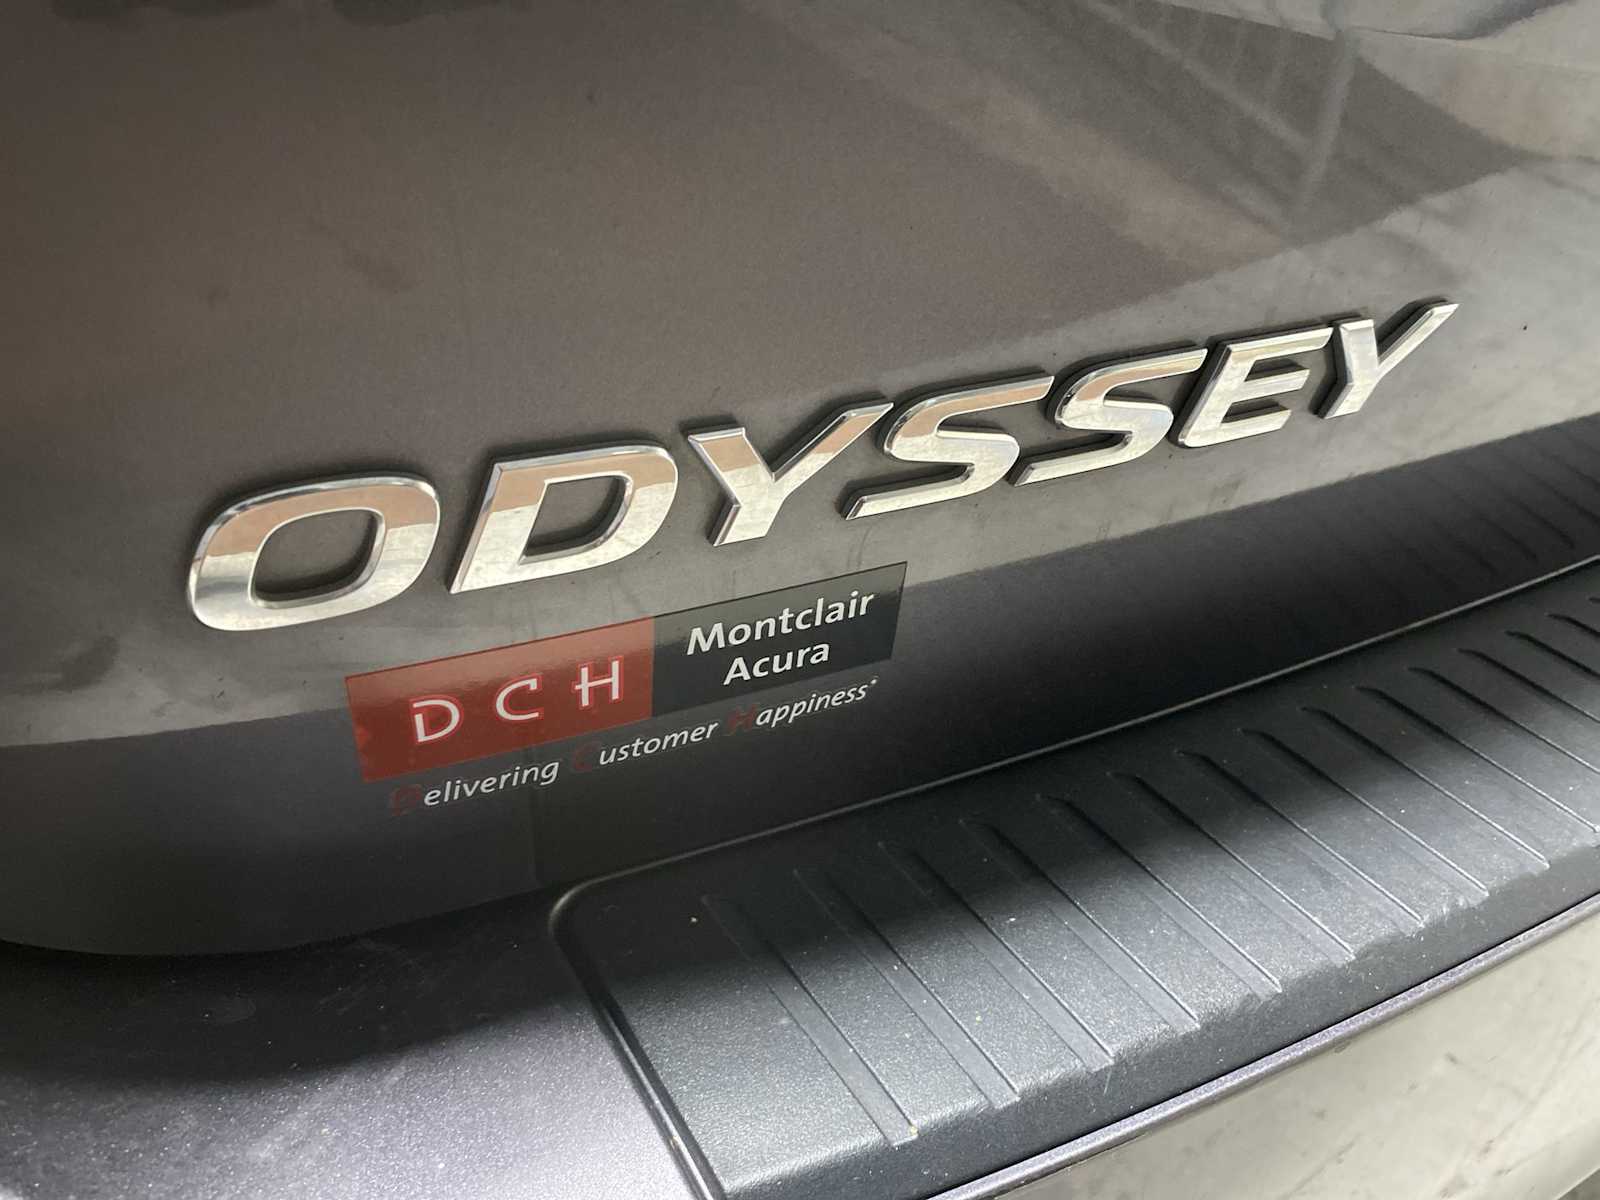 ODYSSEY
DCH Montclair
Acura
Delivering Customer Happiness*